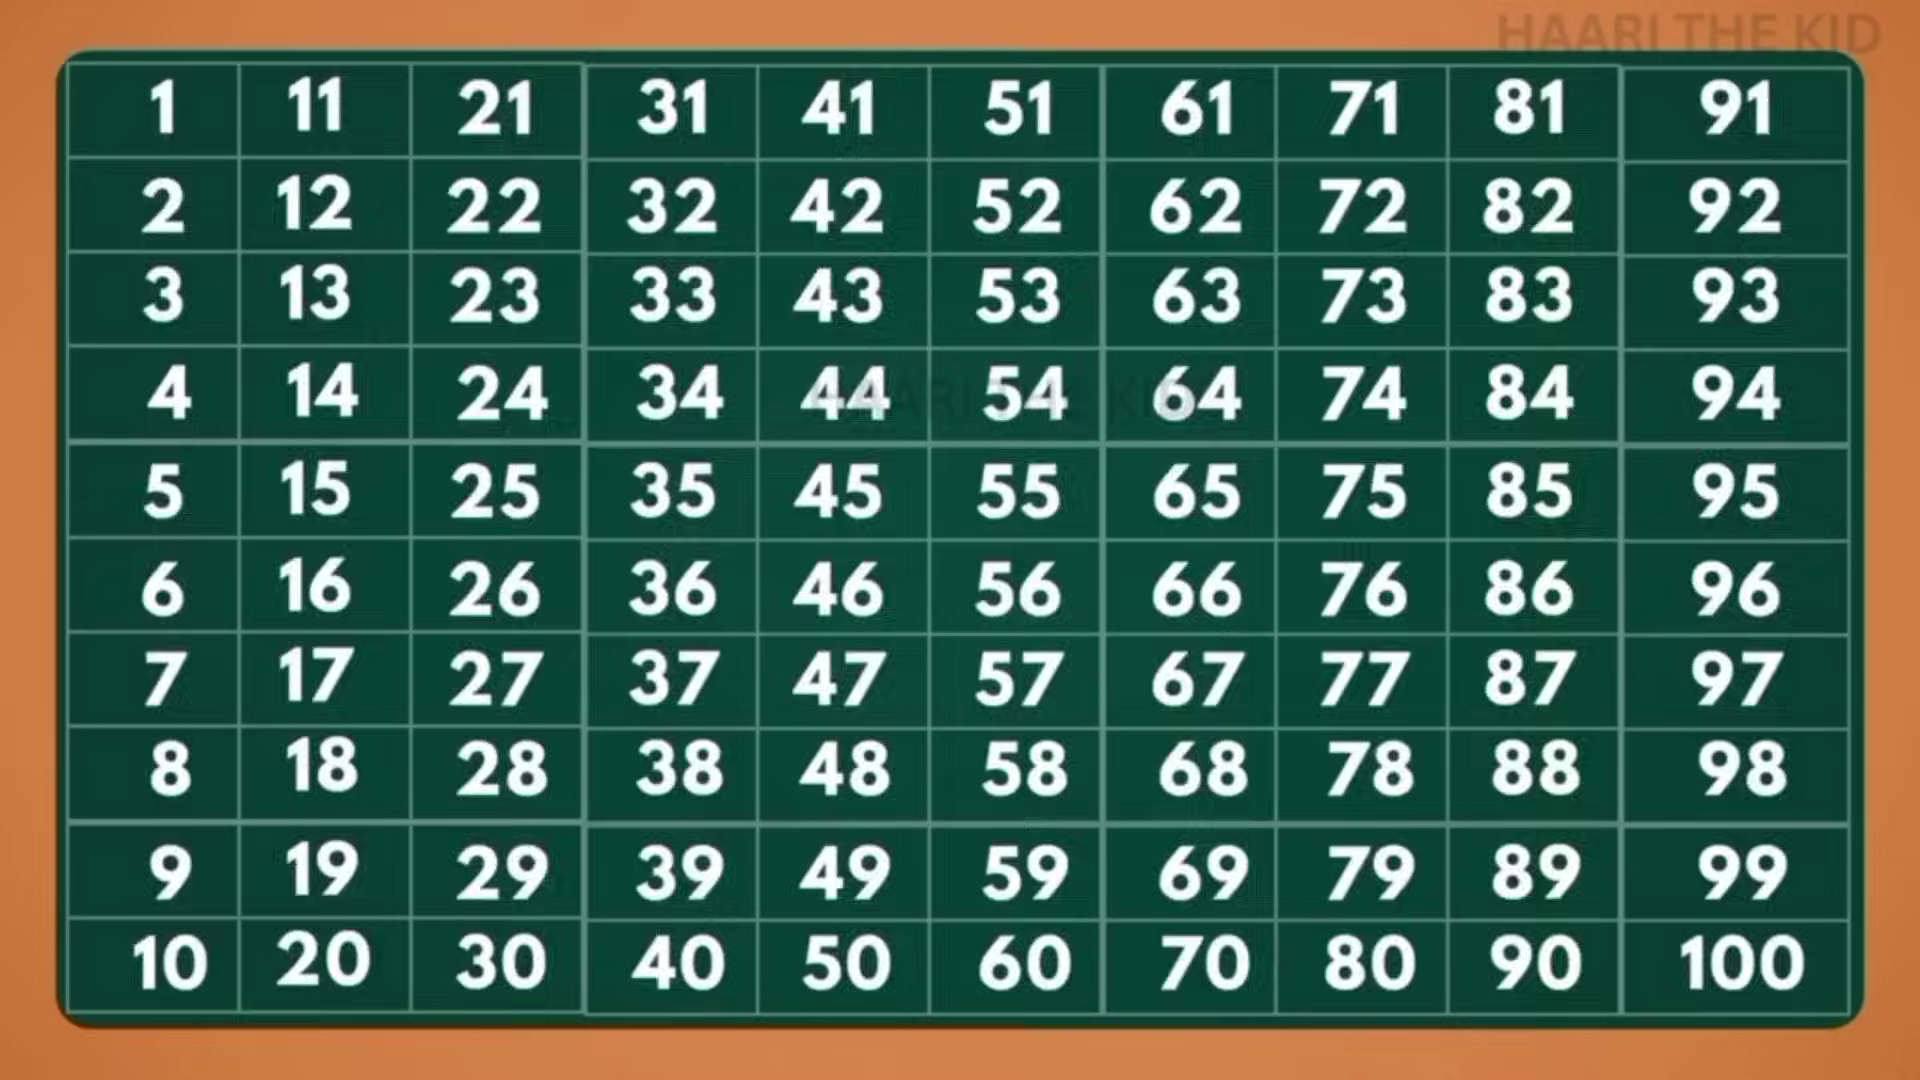 HAARI THE KID
1 11 21 31 41 51 61 71 81 91
2 12 22 32 42 52 62 72 82 92
3 13 23 33 43 53 63 73 83 93
4 14 24 34 44 54 64 74 84 94
HAARI THE KID
5 15 25 35 45 55 65 75 85 95
6 16 26 36 46 56 66 76 86 96
7 17 27 37 47 57 67 77 87 97
8 18 28 38 48 58 68 78 88 98
9 19 29 39 49 59 69 79 89 99
10 20 30 40 50 60 70 80 90 100